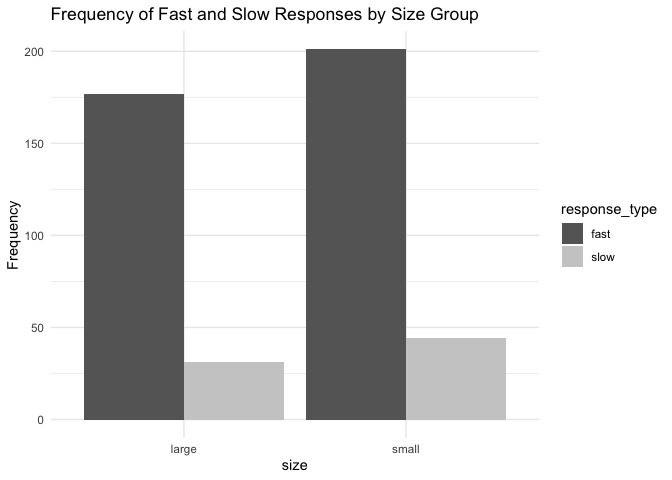 Frequency of Fast and Slow Responses by Size Group
200
150
100
50
0
Frequency
large
small
size
response_type
fast
slow